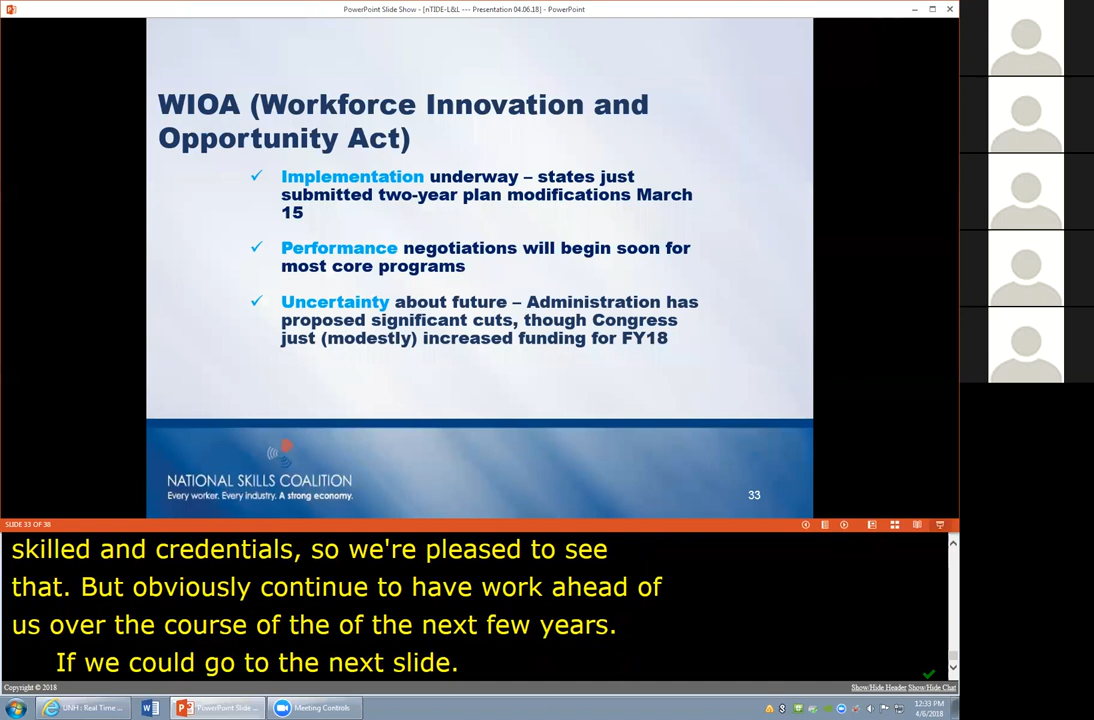 PowerPoint Slide Show - [nTIDE-L&L --- Presentation 04.06.18] - PowerPoint
WIOA (Workforce Innovation and
Opportunity Act)
Implementation underway – states just
submitted two-year plan modifications March
15
Performance negotiations will begin soon for
most core programs
Uncertainty about future – Administration has
proposed significant cuts, though Congress
just (modestly) increased funding for FY18
NATIONAL SKILLS COALITION
Every worker. Every industry. A strong economy.
33
SLIDE 33 OF 38
skilled and credentials, so we're pleased to see
that. But obviously continue to have work ahead of
us over the course of the of the next few years.
If we could go to the next slide.
Copyright © 2018
Show/Hide Header Show/Hide Chat
UNH : Real Time ...
PowerPoint Slide ...
Meeting Controls
12:33 PM
4/6/2018